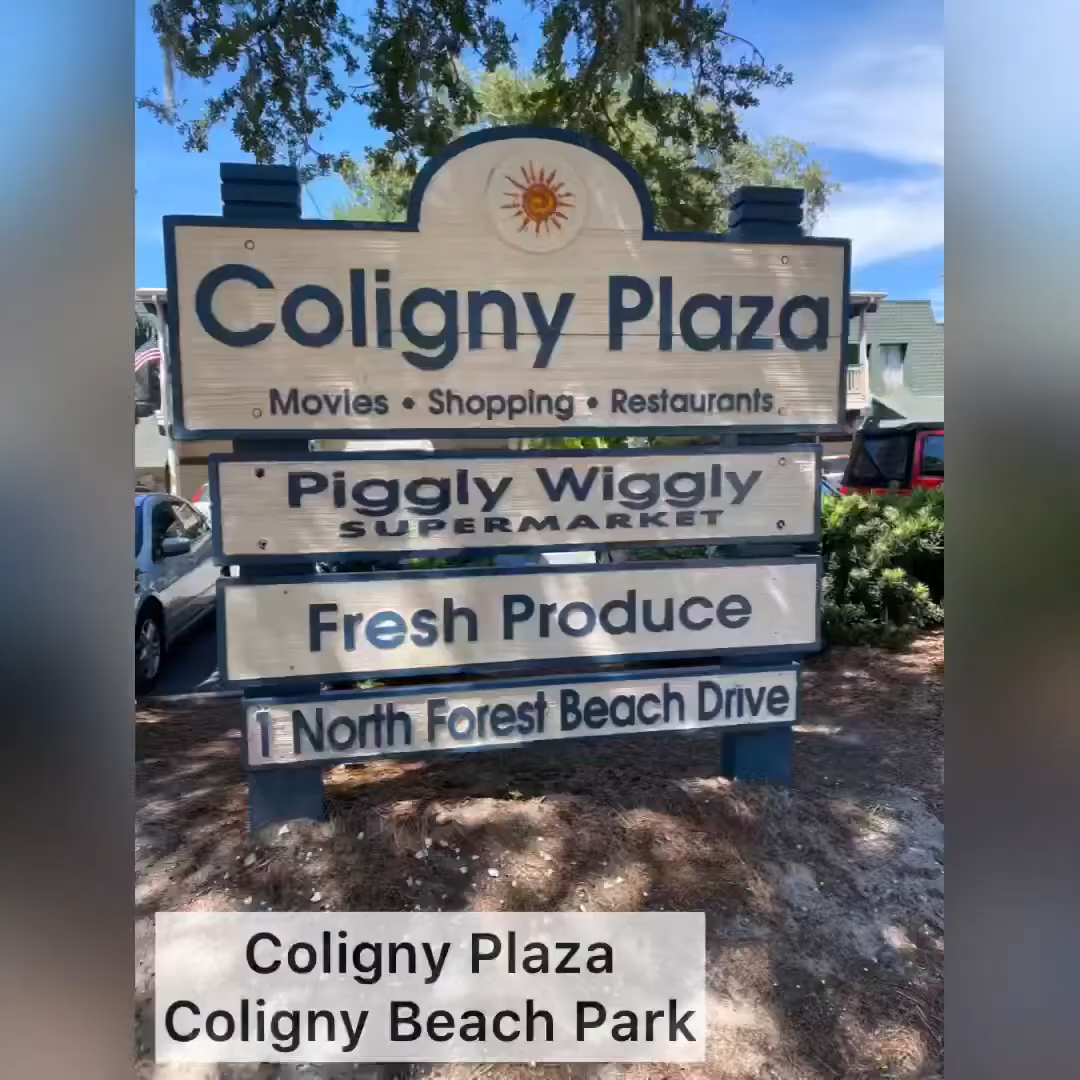 Coligny Plaza
Movies • Shopping • Restaurants
Piggly Wiggly
SUPERMARKET
Fresh Produce
1 North Forest Beach Drive
Coligny Plaza
Coligny Beach Park